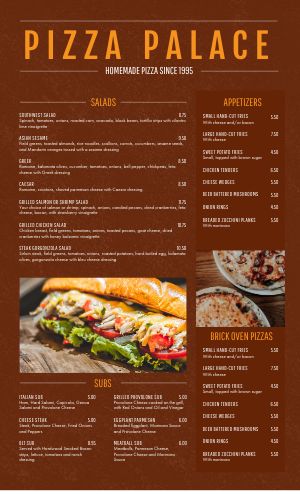 PIZZA PALACE
HOMEMADE PIZZA SINCE 1995
SALADS
SOUTHWEST SALAD 8.75
Spinach, tomatoes, onions, roasted corn, avocado, black beans, tortilla strips with cilantro
lime vinaigrette
ASIAN SESAME 9.50
Field greens, toasted almonds, rice noodles, scallions, carrots, cucumbers, sesame seeds,
and Mandarin oranges tossed with a sesame dressing
GREEK 8.50
Romaine, kalamata olives, cucumber, tomatoes, onions, bell pepper, chickpeas, feta
cheese with Greek dressing
CAESAR 8.50
Romaine, croutons, shaved parmesan cheese with Caesar dressing
GRILLED SALMON OR SHRIMP SALAD 11.75
Your choice of salmon or shrimp, spinach, onions, candied pecans, dried cranberries, feta
cheese, bacon, with strawberry vinaigrette
GRILLED CHICKEN SALAD 10.75
Chicken breast, field greens, tomatoes, onions, toasted pecans, goat cheese, dried
cranberries with honey balsamic vinaigrette
STEAK GORGONZOLA SALAD 10.50
Sirloin steak, field greens, tomatoes, onions, roasted potatoes, hard-boiled egg, kalamata
olives, gorgonzola cheese with bleu cheese dressing
SUBS
ITALIAN SUB 5.00
Ham, Hard Salami, Capicola, Genoa
Salami and Provolone Cheese
CHEESE STEAK 5.00
Steak, Provolone Cheese, Fried Onions
and Peppers
BLT SUB 9.95
Served with Hardwood Smoked Bacon
strips, lettuce, tomatoes and ranch
dressing
GRILLED PROVOLONE SUB 6.00
Provolone Cheese cooked on the grill,
with Red Onions and Oil and Vinegar
EGGPLANT PARMESAN 6.00
Breaded Eggplant, Marinara
Sauce and Provolone Cheese
MEATBALL SUB 6.00
Meatballs, Parmesan Cheese,
Provolone Cheese and Marinara
Sauce
APPETIZERS
SMALL HAND-CUT FRIES 5.50
With cheese and/or bacon
LARGE HAND-CUT FRIES 7.50
With cheese
SWEET POTATO FRIES 4.50
Small, topped with brown sugar
CHICKEN TENDERS 6.50
CHEESE WEDGES 5.50
BEER BATTERED MUSHROOMS 5.50
ONION RINGS 4.50
BREADED ZUCCHINI PLANKS 5.50
With marinara
BRICK OVEN PIZZAS
SMALL HAND-CUT FRIES 5.50
With cheese and/or bacon
LARGE HAND-CUT FRIES 7.50
With cheese
SWEET POTATO FRIES 4.50
Small, topped with brown sugar
CHICKEN TENDERS 6.50
CHEESE WEDGES 5.50
BEER BATTERED MUSHROOMS 5.50
ONION RINGS 4.50
BREADED ZUCCHINI PLANKS 5.50
With marinara